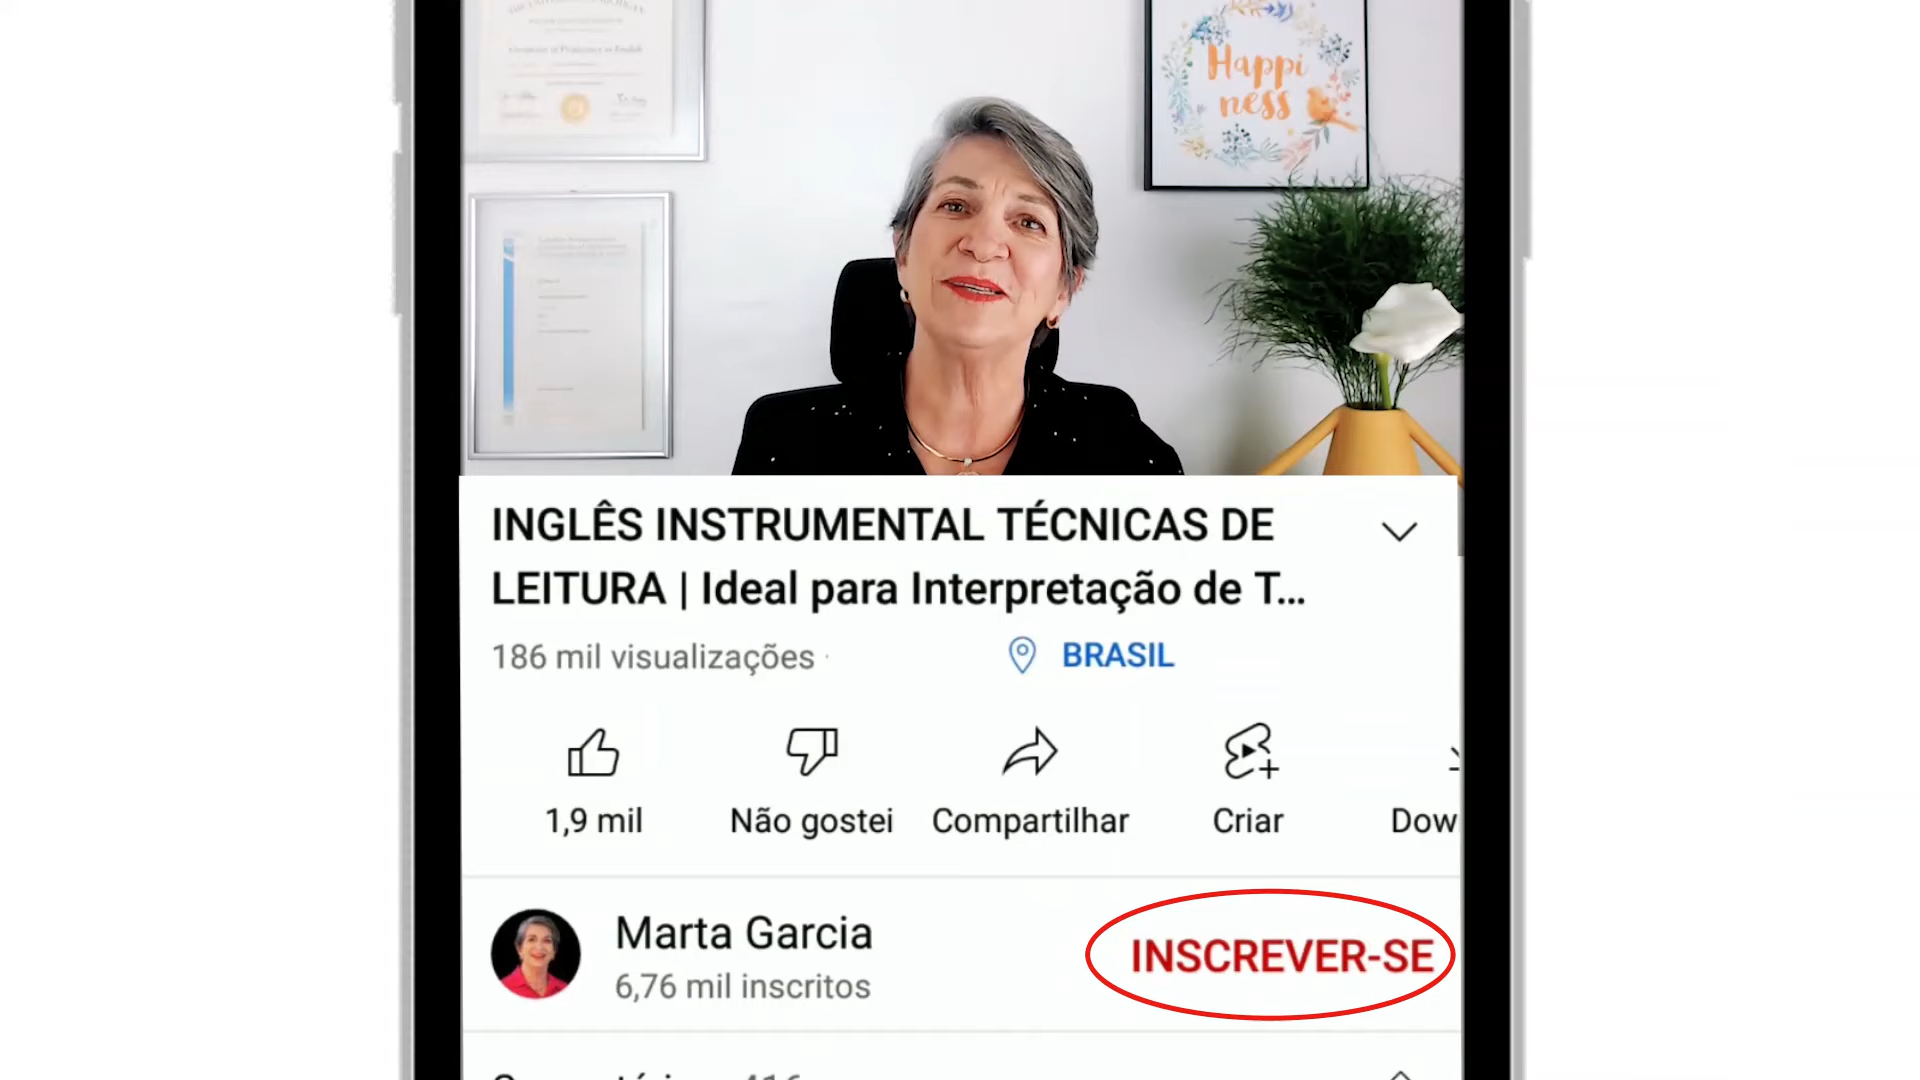 Happi
ness
INGLÊS INSTRUMENTAL TÉCNICAS DE
LEITURA | Ideal para Interpretação de T...
186 mil visualizações ·
BRASIL
1,9 mil
Não gostei
Compartilhar
Criar
Dow
Marta Garcia
6,76 mil inscritos
INSCREVER-SE